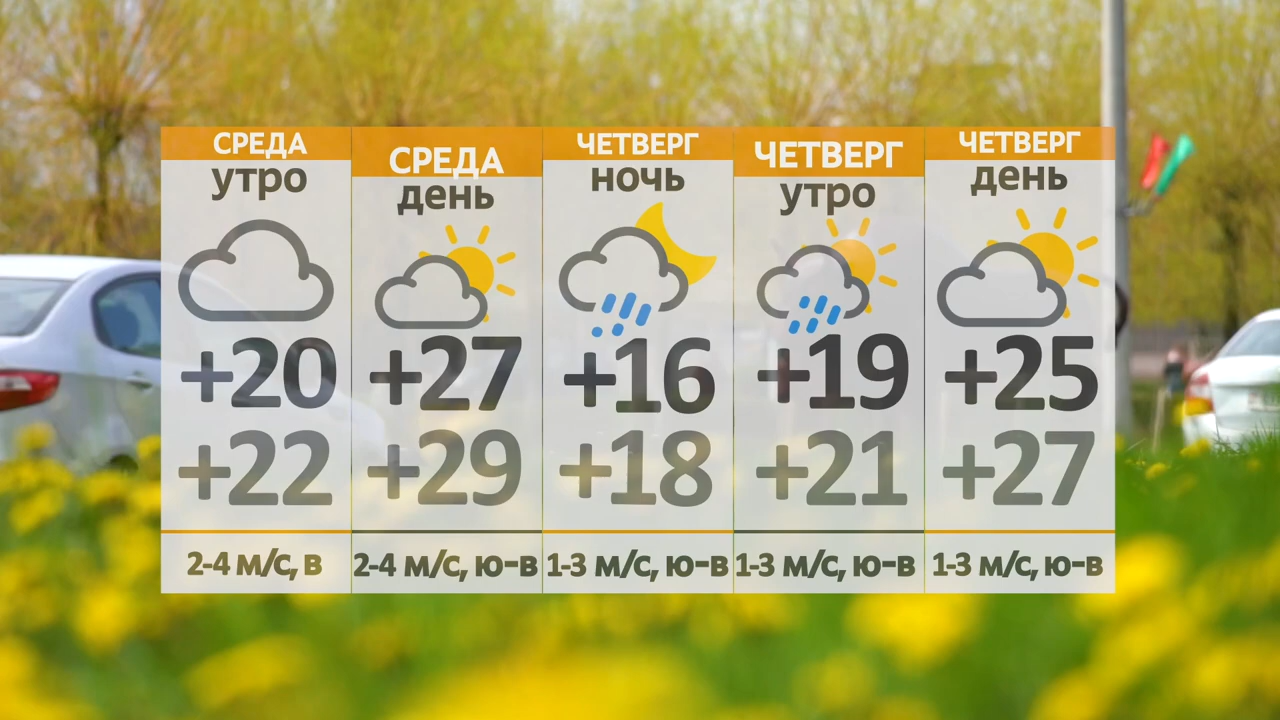 СРЕДА
утро
+20
+22
2-4 м/с, в
СРЕДА
день
+27
+29
2-4 м/с, ю-в
ЧЕТВЕРГ
ночь
+16
+18
1-3 м/с, ю-в
ЧЕТВЕРГ
утро
+19
+21
1-3 м/с, ю-в
ЧЕТВЕРГ
день
+25
+27
1-3 м/с, ю-в